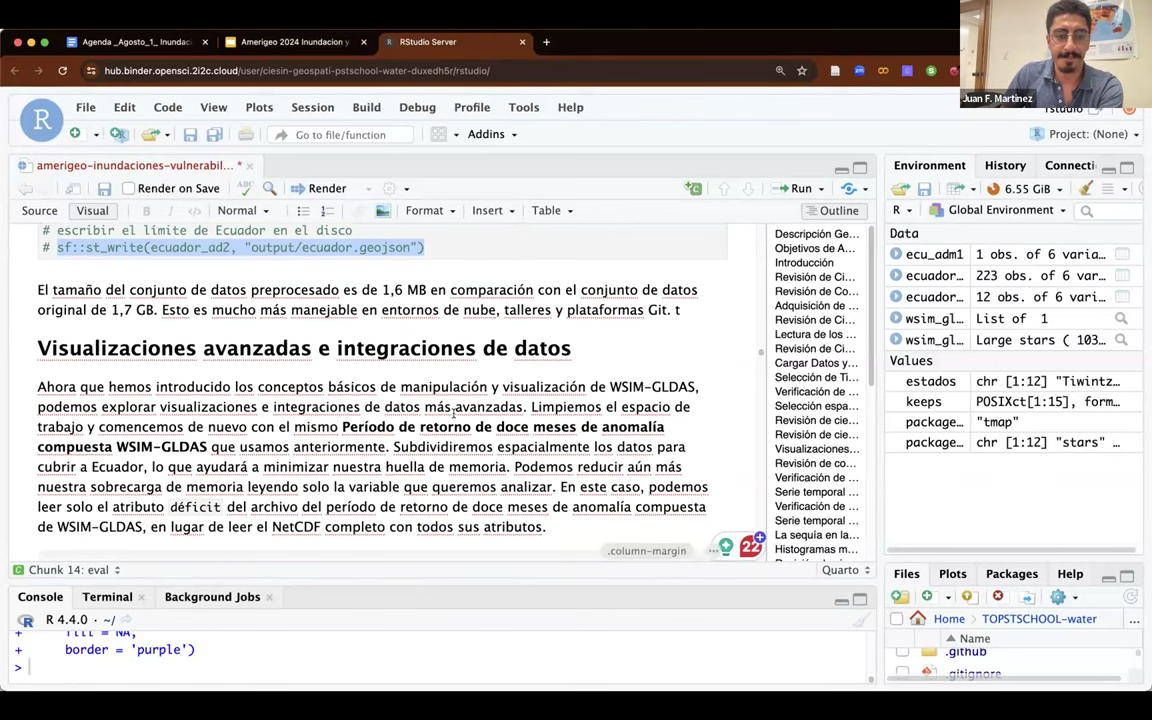 Agenda _Agosto_1_ Inundaci
Amerigeo 2024 Inundacion y
RStudio Server
hub.binder.opensci.2i2c.cloud/user/ciesin-geospati-pstschool-water-duxedh5r/rstudio/
Juan F. Martinez
rstudio
File Edit Code View Plots Session Build Debug Profile Tools Help
Go to file/function
Addins
Project: (None)
amerigeo-inundaciones-vulnerabil... *
Render on Save
Render
Run
Source Visual
Normal
Format Insert Table
Outline
# escribir el límite de Ecuador en el disco
# sf::st_write(ecuador_ad2, "output/ecuador.geojson")
El tamaño del conjunto de datos preprocesado es de 1,6 MB en comparación con el conjunto de datos
original de 1,7 GB. Esto es mucho más manejable en entornos de nube, talleres y plataformas Git. t
Visualizaciones avanzadas e integraciones de datos
Ahora que hemos introducido los conceptos básicos de manipulación y visualización de WSIM-GLDAS,
podemos explorar visualizaciones e integraciones de datos más avanzadas. Limpiemos el espacio de
trabajo y comencemos de nuevo con el mismo Período de retorno de doce meses de anomalía
compuesta WSIM-GLDAS que usamos anteriormente. Subdividiremos espacialmente los datos para
cubrir a Ecuador, lo que ayudará a minimizar nuestra huella de memoria. Podemos reducir aún más
nuestra sobrecarga de memoria leyendo solo la variable que queremos analizar. En este caso, podemos
leer solo el atributo déficit del archivo del período de retorno de doce meses de anomalía compuesta
de WSIM-GLDAS, en lugar de leer el NetCDF completo con todos sus atributos.
.column-margin
22
Descripción Ge...
Objetivos de A...
Introducción
Revisión de Ci...
Revisión de Co...
Adquisición de ...
Revisión de Ci...
Lectura de los ...
Revisión de Ci...
Cargar Datos y...
Selección de Ti...
Verificación de ...
Selección espa...
Verificación de ...
Revisión de cie...
Visualizaciones...
Revisión de co...
Verificación de ...
Serie temporal ...
Verificación de ...
Serie temporal ...
La sequía en la...
Histogramas m...
Chunk 14: eval
Quarto
Console Terminal Background Jobs
R 4.4.0 · ~/
+ fill = NA,
+ border = 'purple')
>
Environment History Connecti
6.55 GiB
R Global Environment
Data
ecu_adm1 1 obs. of 6 varia...
ecuador... 223 obs. of 6 var...
ecuador... 12 obs. of 6 vari...
wsim_gl... List of 1
wsim_gl... Large stars ( 103...
Values
estados chr [1:12] "Tiwintz...
keeps POSIXct[1:15], form...
package... "tmap"
package... chr [1:12] "stars" ...
Files Plots Packages Help
Home TOPSTSCHOOL-water ...
Name
.github
.gitignore